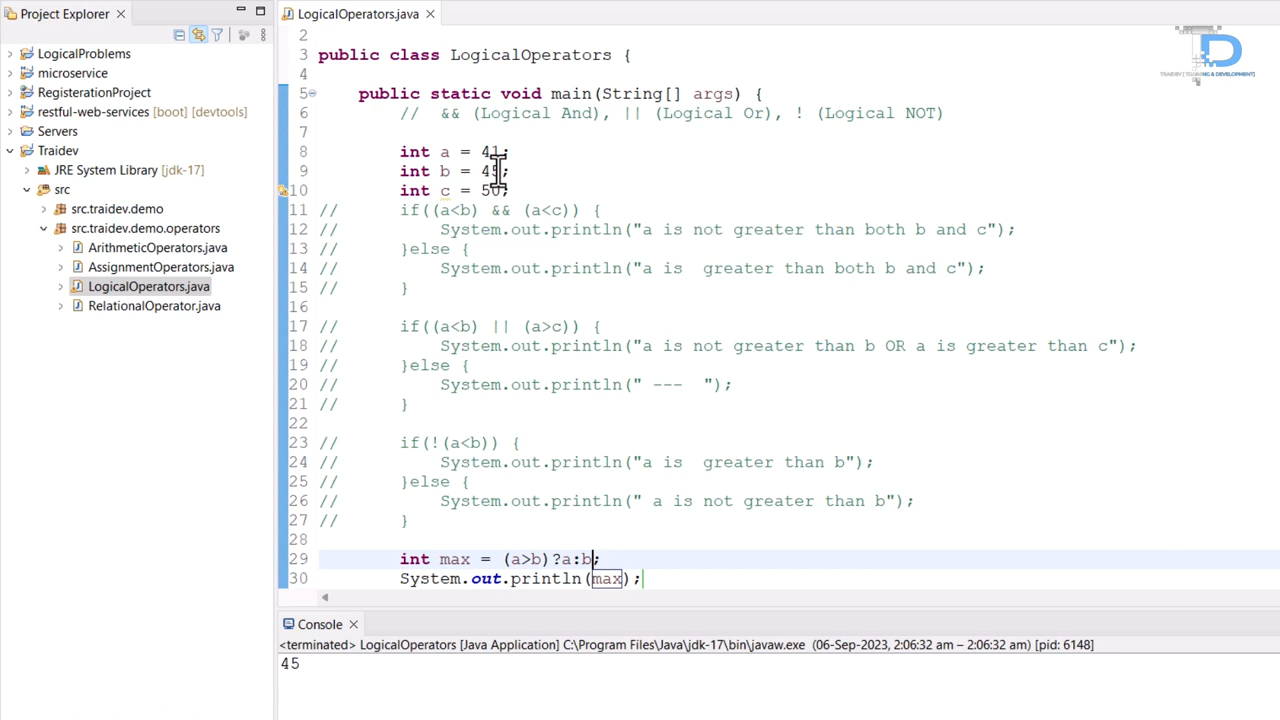 Project Explorer
LogicalProblems
microservice
RegisterationProject
restful-web-services [boot] [devtools]
Servers
Traidev
JRE System Library [jdk-17]
src
src.traidev.demo
src.traidev.demo.operators
ArithmeticOperators.java
AssignmentOperators.java
LogicalOperators.java
RelationalOperator.java
LogicalOperators.java
2
3 public class LogicalOperators {
4
5 public static void main(String[] args) {
6 // && (Logical And), || (Logical Or), ! (Logical NOT)
7
8 int a = 41;
9 int b = 45;
10 int c = 50;
11 // if((a<b) && (a<c)) {
12 // System.out.println("a is not greater than both b and c");
13 // }else {
14 // System.out.println("a is  greater than both b and c");
15 // }
16
17 // if((a<b) || (a>c)) {
18 // System.out.println("a is not greater than b OR a is greater than c");
19 // }else {
20 // System.out.println(" ---  ");
21 // }
22
23 // if(!(a<b)) {
24 // System.out.println("a is  greater than b");
25 // }else {
26 // System.out.println(" a is not greater than b");
27 // }
28
29 int max = (a>b)?a:b;
30 System.out.println(max);
Console
<terminated> LogicalOperators [Java Application] C:\Program Files\Java\jdk-17\bin\javaw.exe (06-Sep-2023, 2:06:32 am – 2:06:32 am) [pid: 6148]
45
TRAIDEV [ TRAINING & DEVELOPMENT]